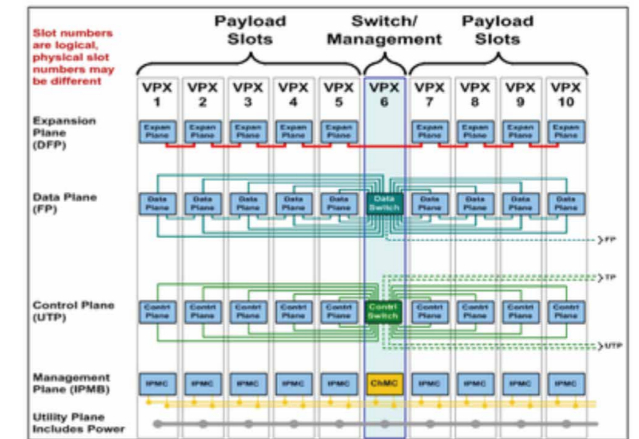 Payload Slots
Switch/ Management
Payload Slots
Slot numbers
are logical,
physical slot
numbers may
be different
VPX 1
VPX 2
VPX 3
VPX 4
VPX 5
VPX 6
VPX 7
VPX 8
VPX 9
VPX 10
Expansion
Plane
(DFP)
Expan Plane
Expan Plane
Expan Plane
Expan Plane
Expan Plane
Expan Plane
Expan Plane
Expan Plane
Expan Plane
Data Plane
(FP)
Data Plane
Data Plane
Data Plane
Data Plane
Data Plane
Data Switch
Data Plane
Data Plane
Data Plane
Data Plane
FP
TP
Control Plane
(UTP)
Contrl Plane
Contrl Plane
Contrl Plane
Contrl Plane
Contrl Plane
Contrl Switch
Contrl Plane
Contrl Plane
Contrl Plane
Contrl Plane
UTP
Management
Plane (IPMB)
IPMC
IPMC
IPMC
IPMC
IPMC
ChMC
IPMC
IPMC
IPMC
IPMC
Utility Plane
Includes Power